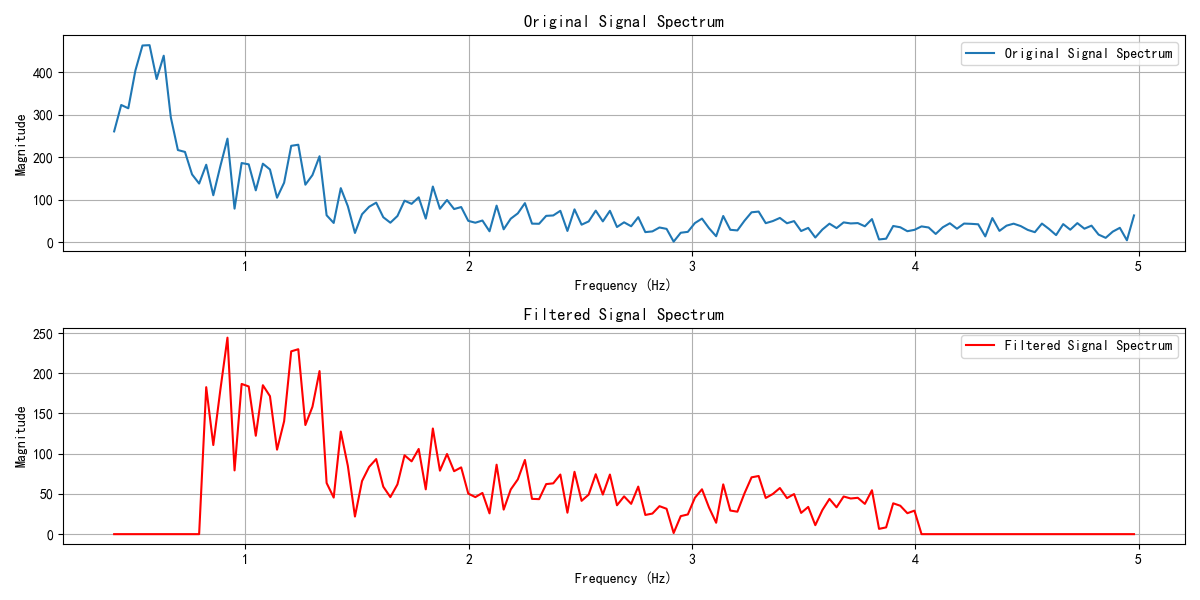 Original Signal Spectrum
Original Signal Spectrum
Magnitude
400
300
200
100
0
1 2 3 4 5
Frequency (Hz)
Filtered Signal Spectrum
Filtered Signal Spectrum
Magnitude
250
200
150
100
50
0
1 2 3 4 5
Frequency (Hz)